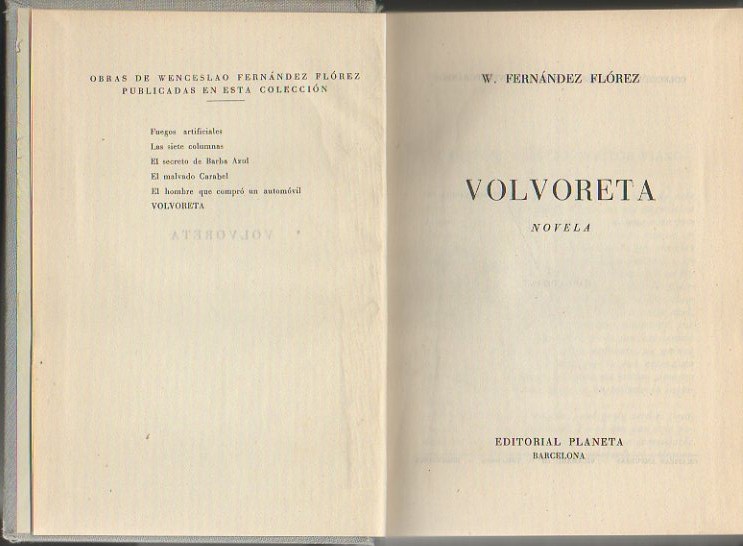 OBRAS DE WENCESLAO FERNÁNDEZ FLÓREZ
PUBLICADAS EN ESTA COLECCIÓN
Fuegos artificiales
Las siete columnas
El secreto de Barba Azul
El malvado Carabel
El hombre que compró un automóvil
VOLVORETA
W. FERNÁNDEZ FLÓREZ
VOLVORETA
NOVELA
EDITORIAL PLANETA
BARCELONA